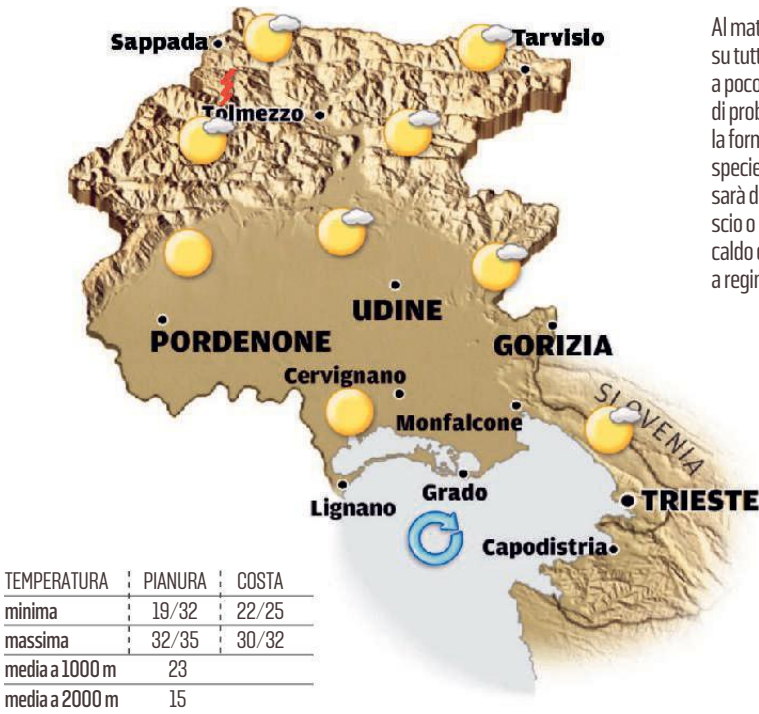 Sappada
Tarvisio
Tolmezzo
UDINE
PORDENONE
GORIZIA
Cervignano
SLOVENIA
Monfalcone
Lignano
Grado
TRIESTE
Capodistria
TEMPERATURA PIANURA COSTA
minima 19/32 22/25
massima 32/35 30/32
media a 1000 m 23
media a 2000 m 15
Al mat
su tutt
a poco
di prob
la forn
specie
sarà d
scio o
caldo
a regin